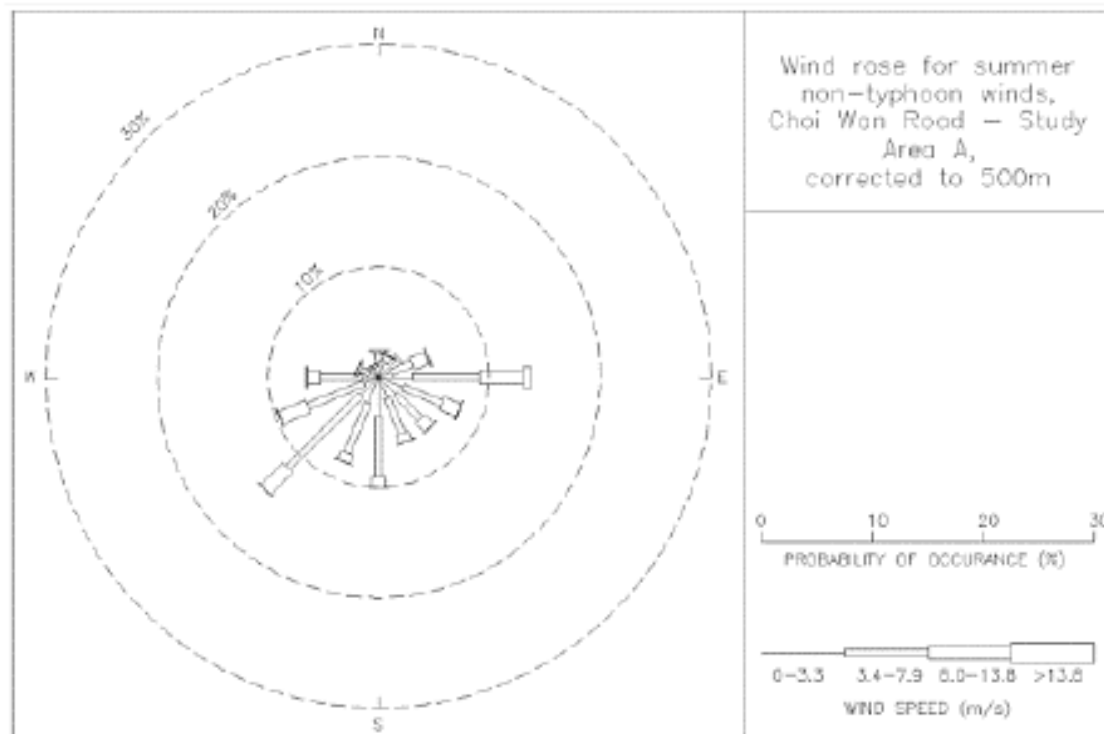 N
30%
20%
10%
W
E
S
Wind rose for summer
non-typhoon winds,
Choi Wan Road – Study
Area A,
corrected to 500m
0 10 20 30
PROBABILITY OF OCCURANCE (%)
0-3.3 3.4-7.9 8.0-13.8 >13.8
WIND SPEED (m/s)